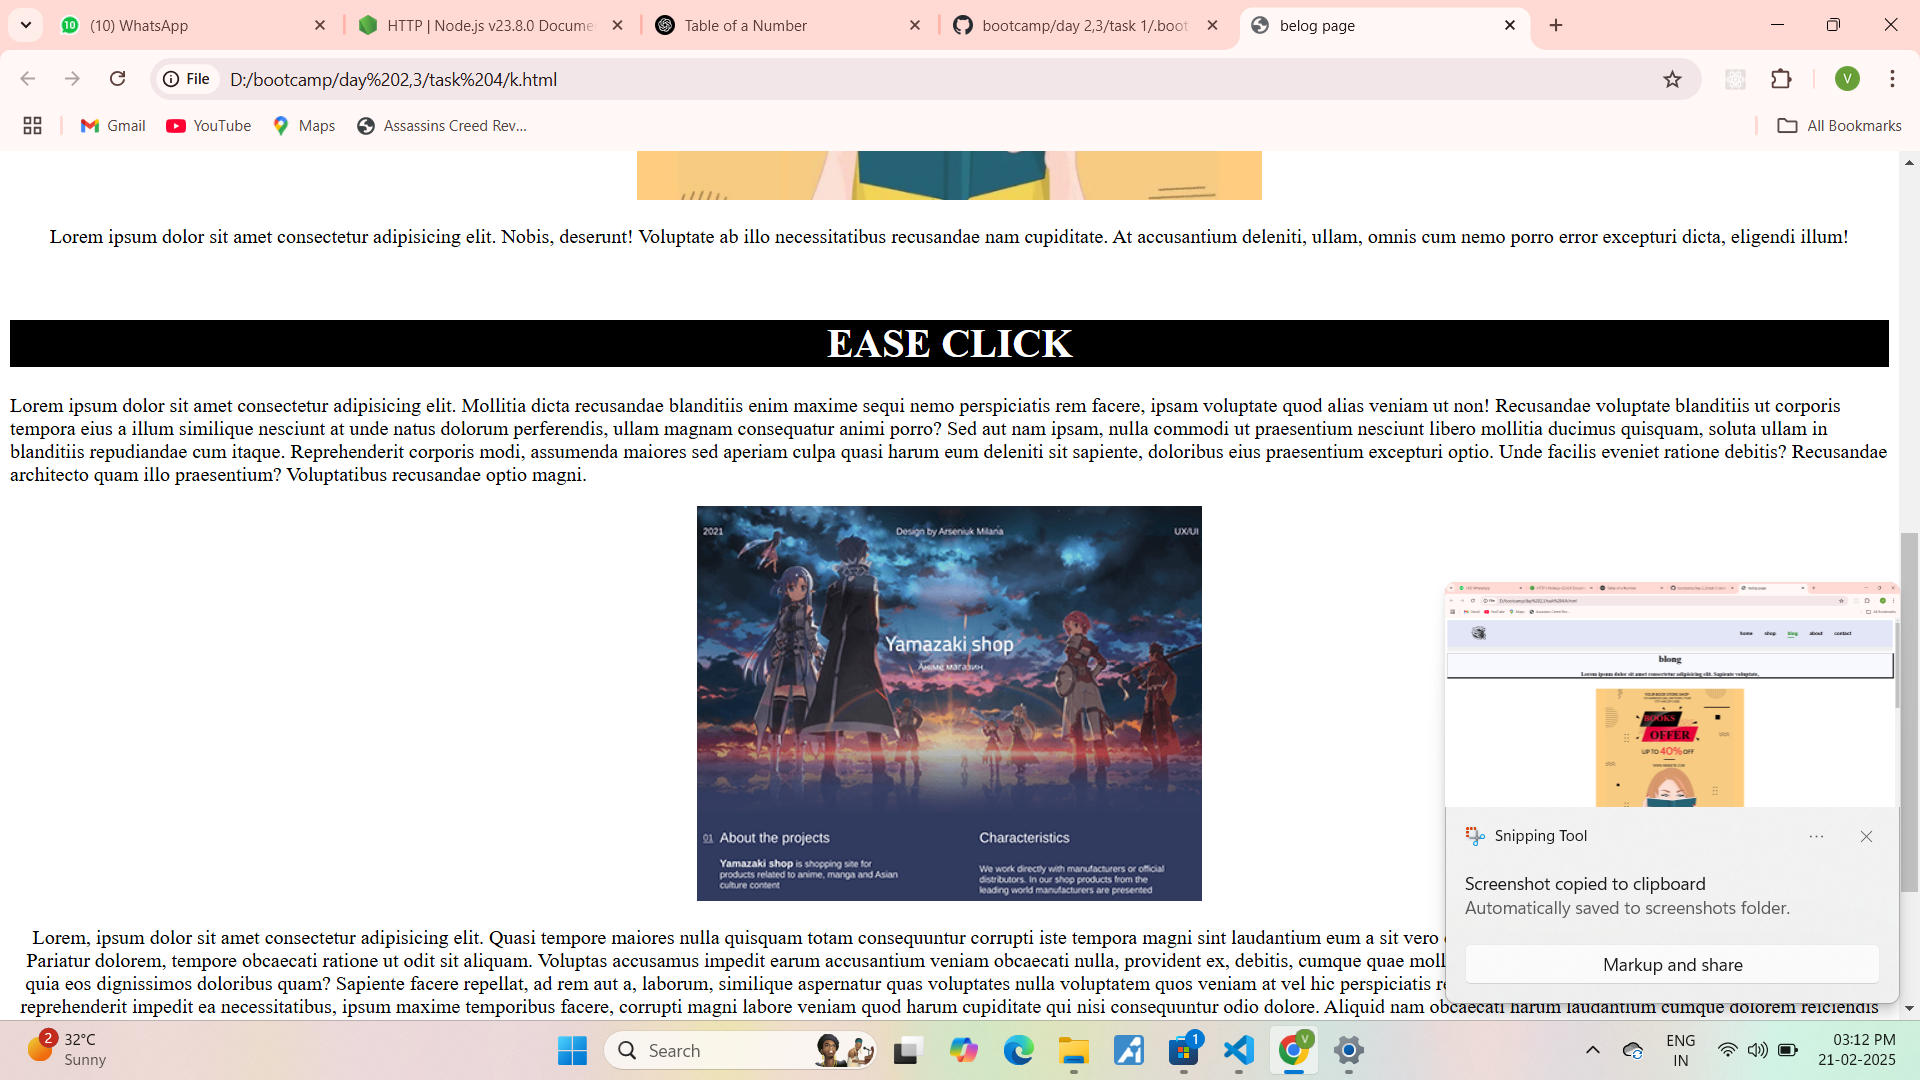 (10) WhatsApp
HTTP | Node.js v23.8.0 Docume
Table of a Number
bootcamp/day 2,3/task 1/.boot
belog page
File
D:/bootcamp/day%202,3/task%204/k.html
V
Gmail
YouTube
Maps
Assassins Creed Rev...
All Bookmarks
Lorem ipsum dolor sit amet consectetur adipisicing elit. Nobis, deserunt! Voluptate ab illo necessitatibus recusandae nam cupiditate. At accusantium deleniti, ullam, omnis cum nemo porro error excepturi dicta, eligendi illum!
EASE CLICK
Lorem ipsum dolor sit amet consectetur adipisicing elit. Mollitia dicta recusandae blanditiis enim maxime sequi nemo perspiciatis rem facere, ipsam voluptate quod alias veniam ut non! Recusandae voluptate blanditiis ut corporis
tempora eius a illum similique nesciunt at unde natus dolorum perferendis, ullam magnam consequatur animi porro? Sed aut nam ipsam, nulla commodi ut praesentium nesciunt libero mollitia ducimus quisquam, soluta ullam in
blanditiis repudiandae cum itaque. Reprehenderit corporis modi, assumenda maiores sed aperiam culpa quasi harum eum deleniti sit sapiente, doloribus eius praesentium excepturi optio. Unde facilis eveniet ratione debitis? Recusandae
architecto quam illo praesentium? Voluptatibus recusandae optio magni.
2021
Design by Arseniuk Milana
UX/UI
Yamazaki shop
Аніме магазин
01 About the projects
Yamazaki shop is shopping site for
products related to anime, manga and Asian
culture content
Characteristics
We work directly with manufacturers or official
distributors. In our shop products from the
leading world manufacturers are presented
home shop blog about contact
blong
Lorem ipsum dolor sit amet consectetur adipisicing elit. Sapiente voluptate,
YOUR BOOK STORE SHOP
BOOKS
OFFER
UP TO 40% OFF
Snipping Tool
Screenshot copied to clipboard
Automatically saved to screenshots folder.
Markup and share
Lorem, ipsum dolor sit amet consectetur adipisicing elit. Quasi tempore maiores nulla quisquam totam consequuntur corrupti iste tempora magni sint laudantium eum a sit vero
Pariatur dolorem, tempore obcaecati ratione ut odit sit aliquam. Voluptas accusamus impedit earum accusantium veniam obcaecati nulla, provident ex, debitis, cumque quae moll
quia eos dignissimos doloribus quam? Sapiente facere repellat, ad rem aut a, laborum, similique aspernatur quas voluptates nulla voluptatem quos veniam at vel hic perspiciatis re
reprehenderit impedit ea necessitatibus, ipsum maxime temporibus facere, corrupti magni labore veniam quod harum cupiditate qui nisi consequuntur odio dolore. Aliquid nam obcaecati harum laudantium cumque dolorem reiciendis
2
32°C
Sunny
Search
1
V
ENG
IN
03:12 PM
21-02-2025